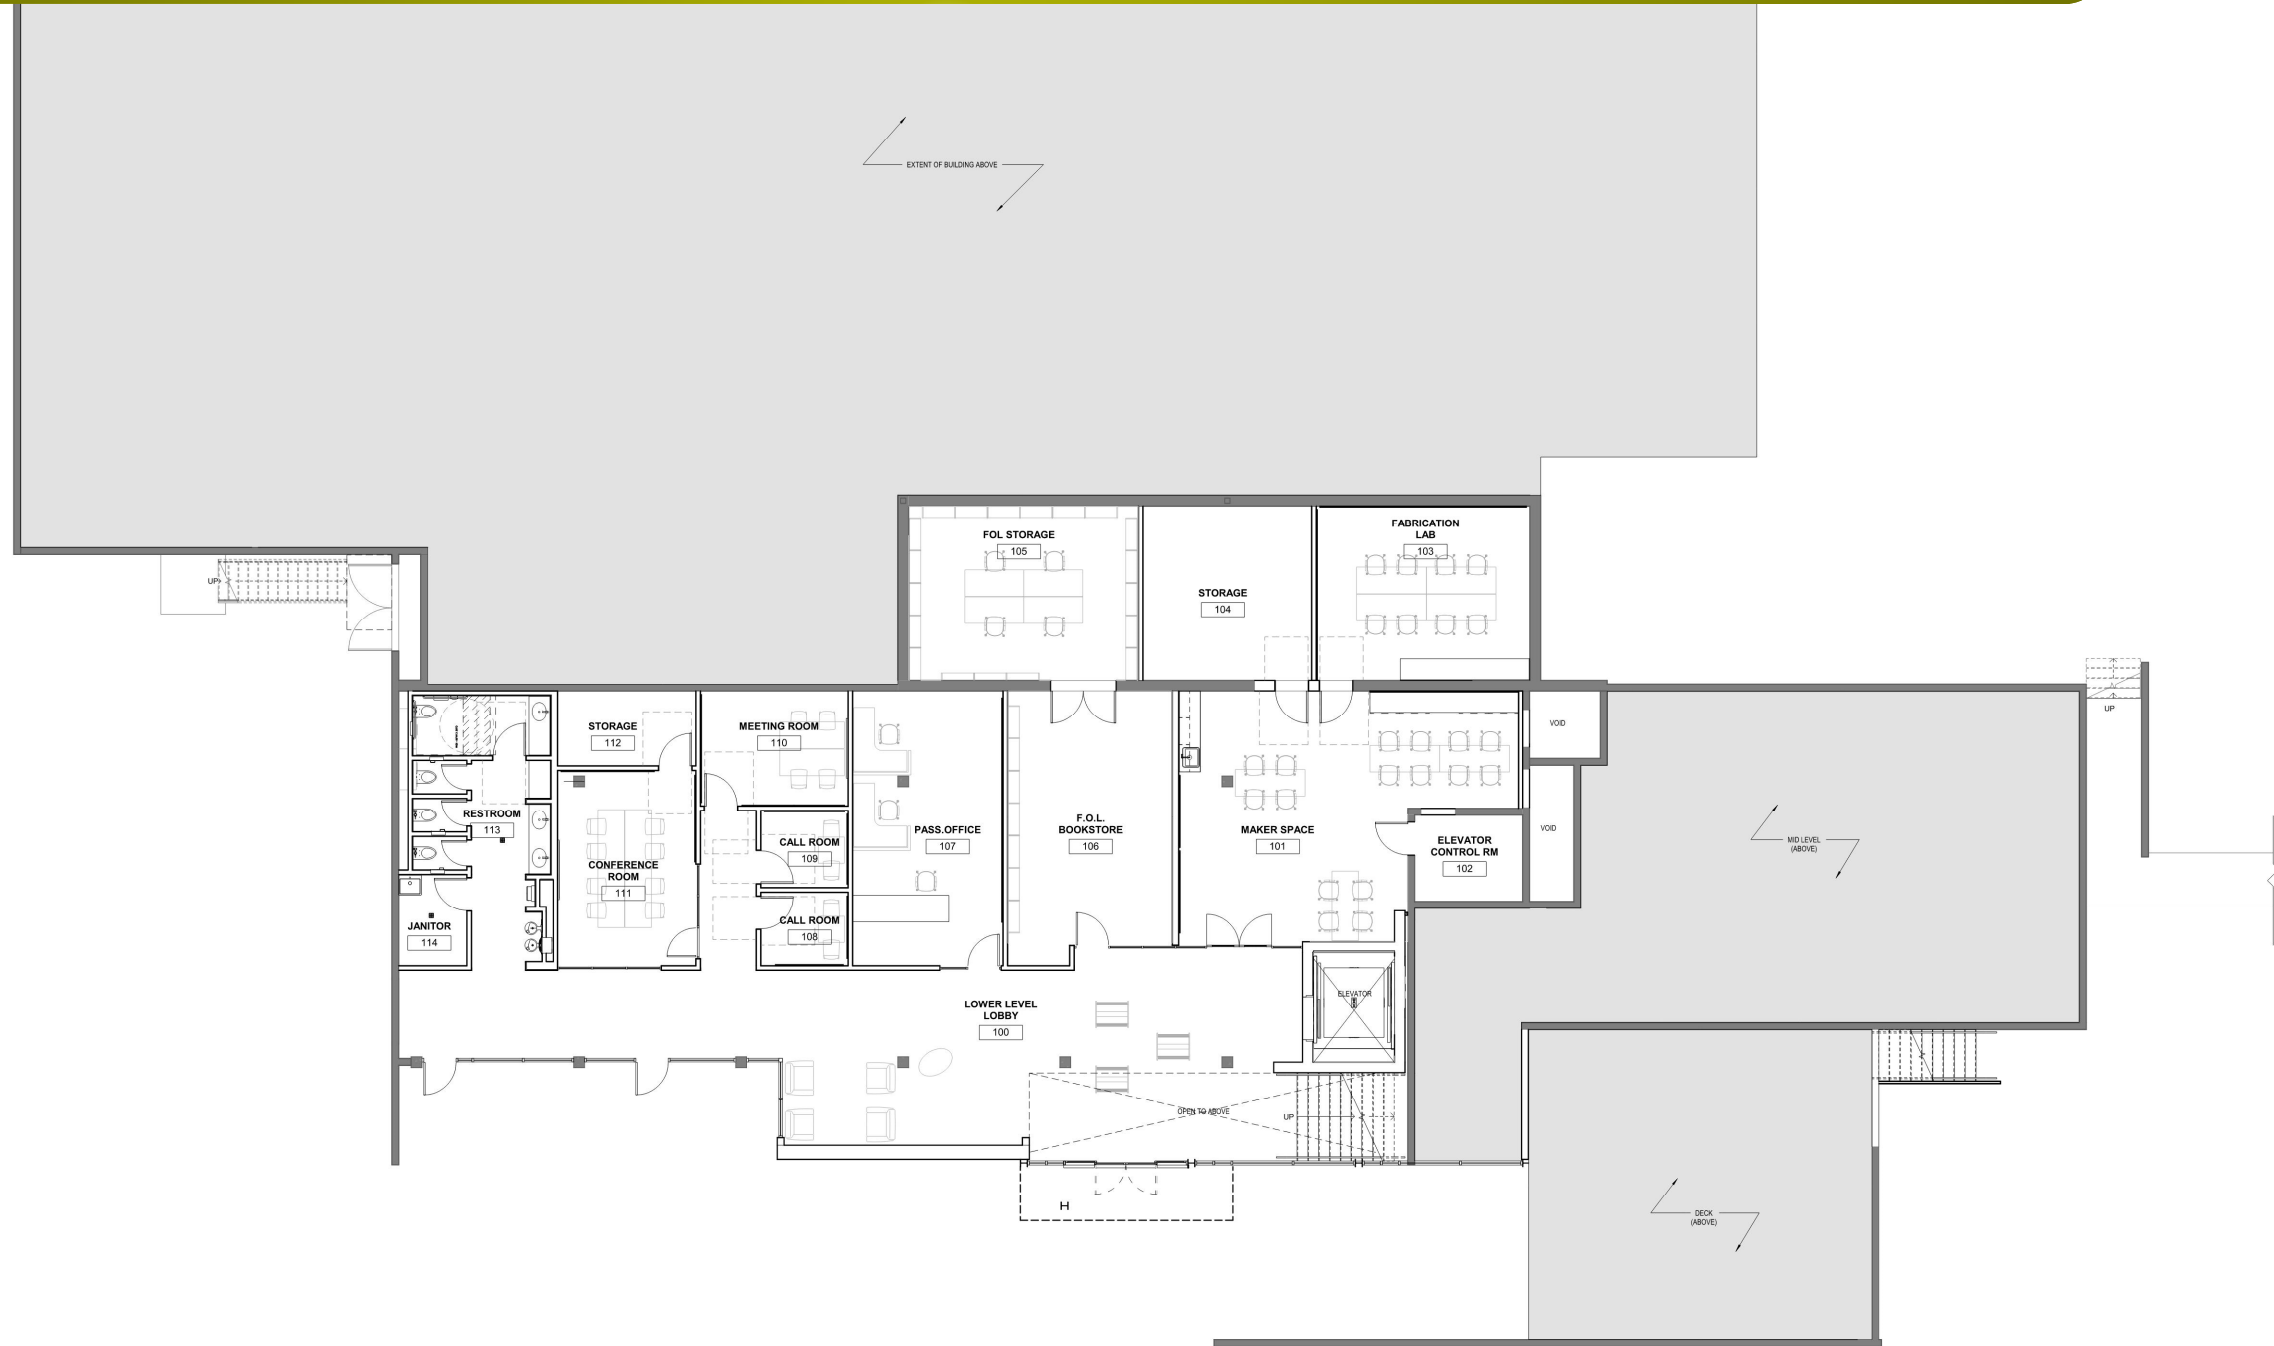 EXTENT OF BUILDING ABOVE
FOL STORAGE
105
FABRICATION
LAB
103
STORAGE
104
UP
UP
STORAGE
112
MEETING ROOM
110
VOID
RESTROOM
113
CONFERENCE
ROOM
111
CALL ROOM
109
PASS.OFFICE
107
F.O.L.
BOOKSTORE
106
MAKER SPACE
101
ELEVATOR
CONTROL RM
102
VOID
MID LEVEL
(ABOVE)
JANITOR
114
CALL ROOM
108
LOWER LEVEL
LOBBY
100
ELEVATOR
OPEN TO ABOVE
UP
H
DECK
(ABOVE)